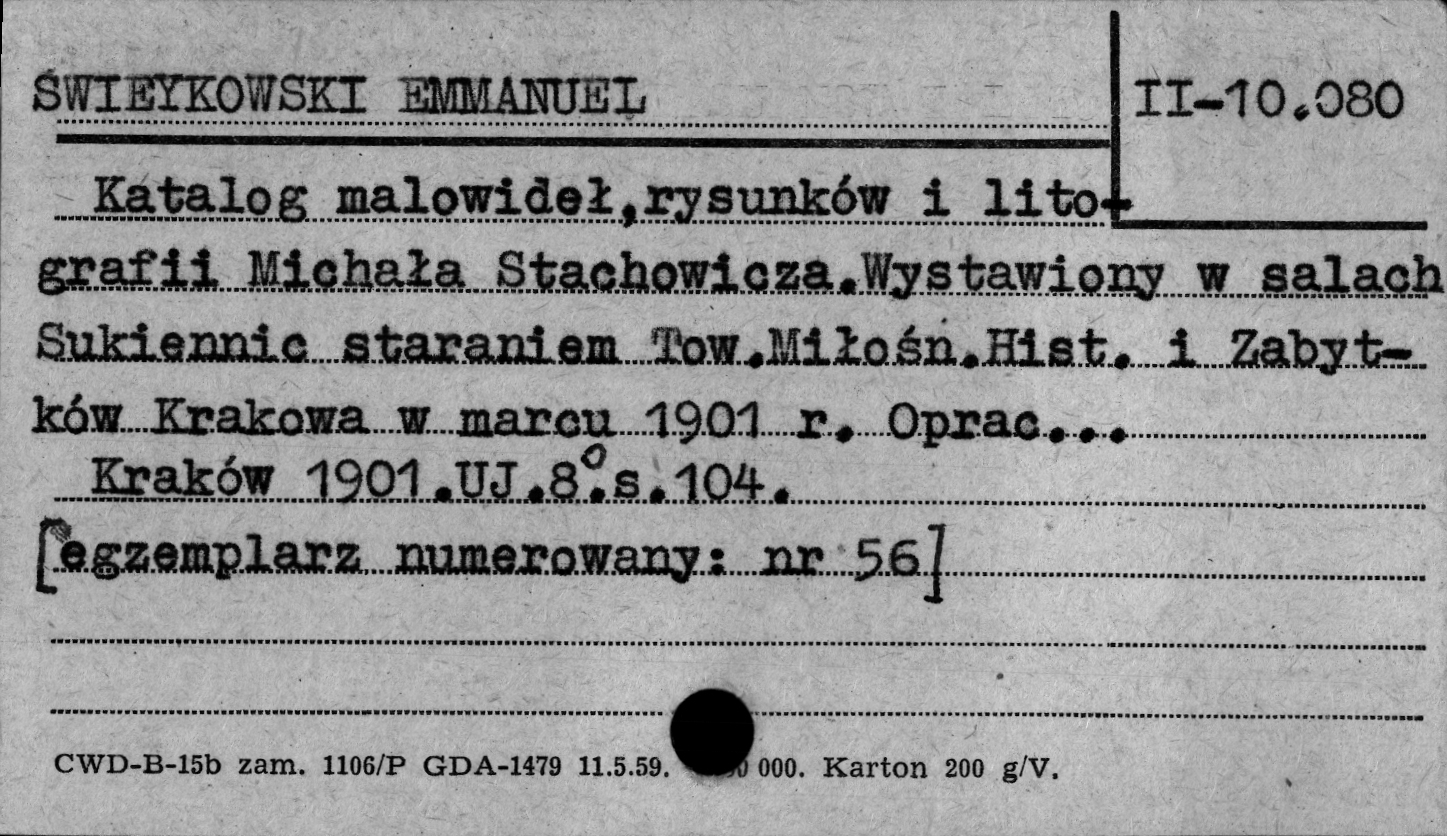 ŚWIEYKOWSKI EMMANUEL
II-10.080
Katalog malowideł,rysunków i lito-
grafii Michała Stachowicza.Wystawiony w salach
Sukiennic staraniem Tow.Miłośn.Hist. i Zabyt-
ków Krakowa w marcu 1901 r. Oprac...
Kraków 1901.UJ.8°.s.104.
[egzemplarz numerowany: nr 56]
CWD-B-15b zam. 1106/P GDA-1479 11.5.59. 000. Karton 200 g/V.